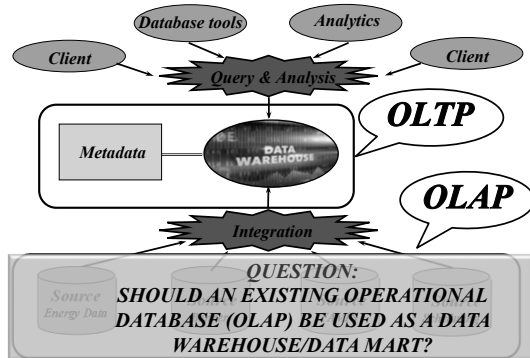 Database tools
Analytics
Client
Client
Query & Analysis
OLTP
Metadata
DATA
WAREHOUSE
OLAP
Integration
Source
Energy Data
QUESTION:
SHOULD AN EXISTING OPERATIONAL
DATABASE (OLAP) BE USED AS A DATA
WAREHOUSE/DATA MART?